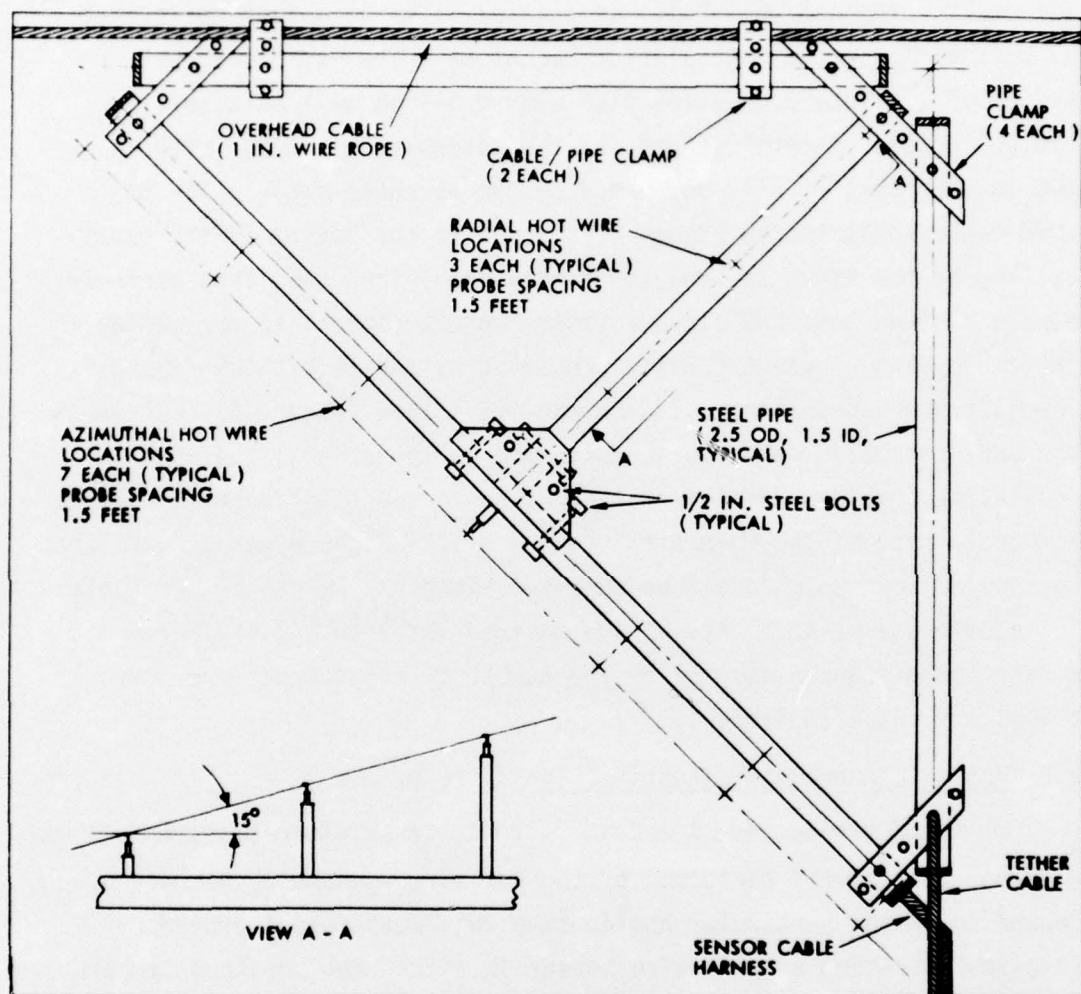 OVERHEAD CABLE
(1 IN. WIRE ROPE)
CABLE / PIPE CLAMP
(2 EACH)
PIPE
CLAMP
(4 EACH)
A
RADIAL HOT WIRE
LOCATIONS
3 EACH (TYPICAL)
PROBE SPACING
1.5 FEET
AZIMUTHAL HOT WIRE
LOCATIONS
7 EACH (TYPICAL)
PROBE SPACING
1.5 FEET
STEEL PIPE
(2.5 OD, 1.5 ID,
TYPICAL)
A
1/2 IN. STEEL BOLTS
(TYPICAL)
15°
VIEW A - A
TETHER
CABLE
SENSOR CABLE
HARNESS